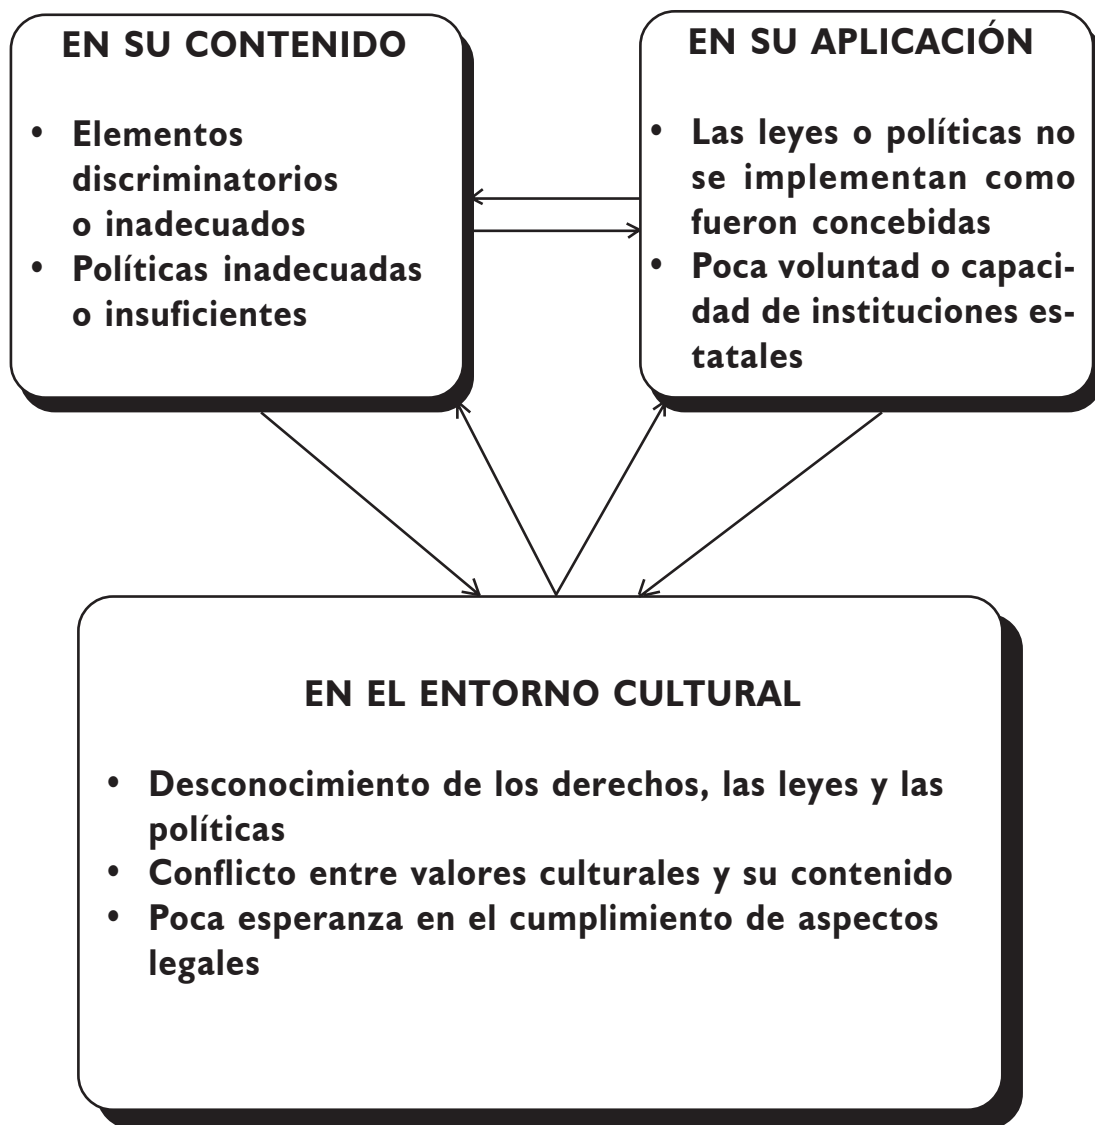 EN SU CONTENIDO
• Elementos
discriminatorios
o inadecuados
• Políticas inadecuadas
o insuficientes
EN SU APLICACIÓN
• Las leyes o políticas no
se implementan como
fueron concebidas
• Poca voluntad o capaci-
dad de instituciones es-
tatales
EN EL ENTORNO CULTURAL
• Desconocimiento de los derechos, las leyes y las
políticas
• Conflicto entre valores culturales y su contenido
• Poca esperanza en el cumplimiento de aspectos
legales